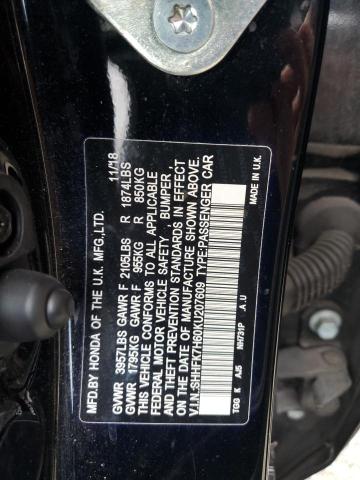 MFD.BY HONDA OF THE U.K. MFG.,LTD. 11/18
GVWR 3957LBS GAWR F 2105LBS R 1874LBS
GVWR 1795KG GAWR F 955KG R 850KG
THIS VEHICLE CONFORMS TO ALL APPLICABLE
FEDERAL MOTOR VEHICLE SAFETY , BUMPER,
AND THEFT PREVENTION STANDARDS IN EFFECT
ON THE DATE OF MANUFACTURE SHOWN ABOVE.
V.I.N.:SHHFK7H60KU207609 TYPE:PASSENGER CAR
TGG K AJ5 NH731P .A.U MADE IN U.K.